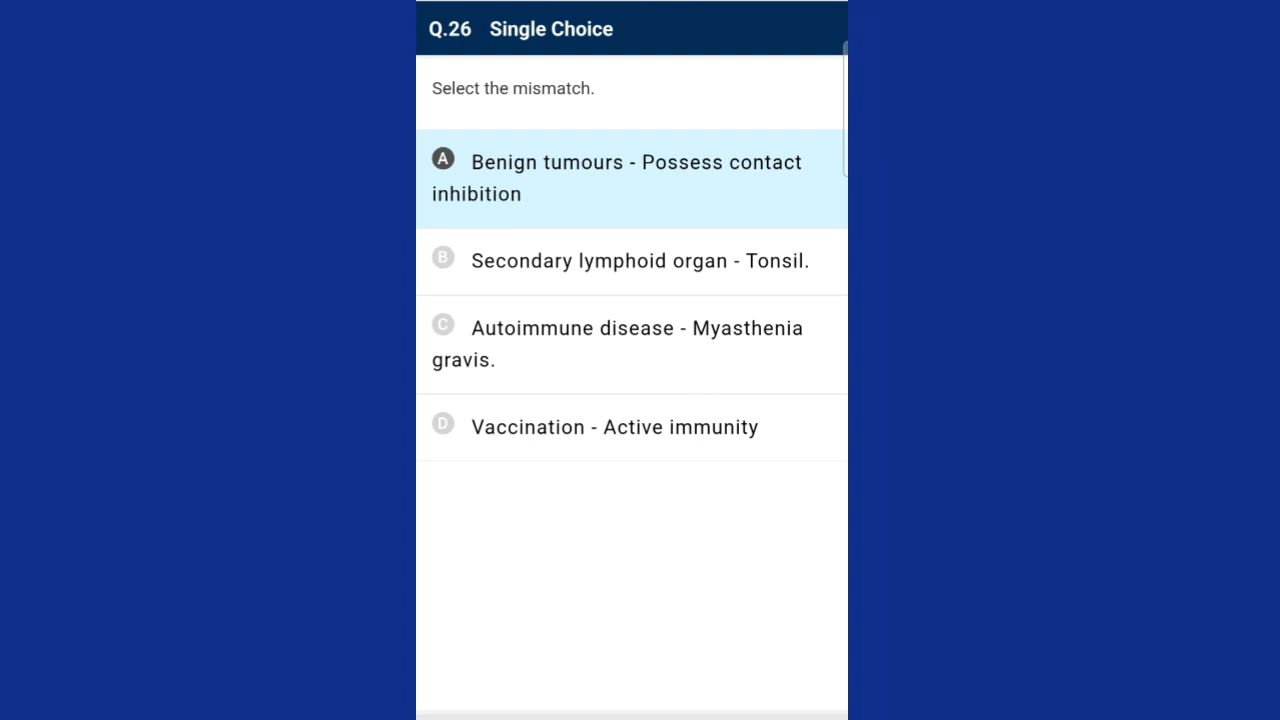 Q.26 Single Choice
Select the mismatch.
A Benign tumours - Possess contact
inhibition
B Secondary lymphoid organ - Tonsil.
C Autoimmune disease - Myasthenia
gravis.
D Vaccination - Active immunity